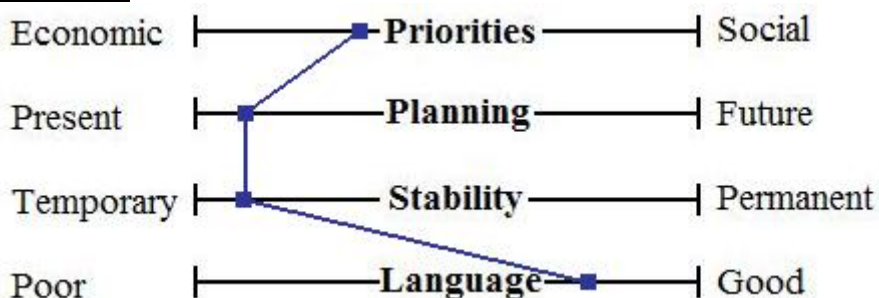 Economic Priorities Social
Present Planning Future
Temporary Stability Permanent
Poor Language Good